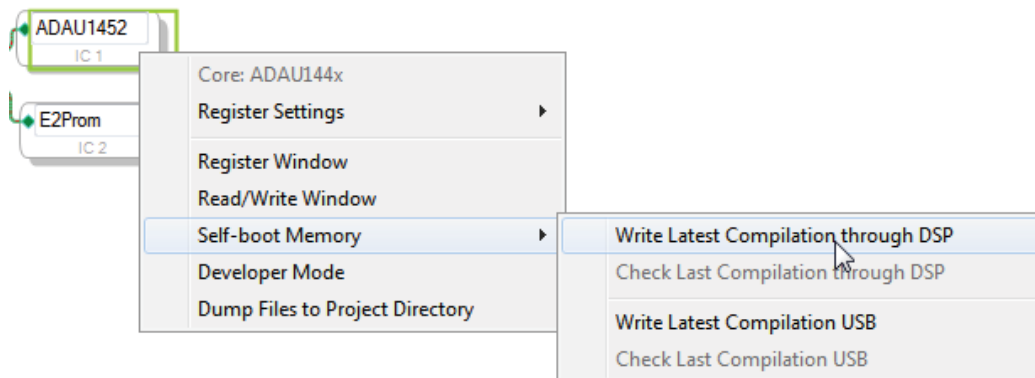 ADAU1452
IC 1
E2Prom
IC 2
Core: ADAU144x
Register Settings
Register Window
Read/Write Window
Self-boot Memory
Developer Mode
Dump Files to Project Directory
Write Latest Compilation through DSP
Check Last Compilation through DSP
Write Latest Compilation USB
Check Last Compilation USB